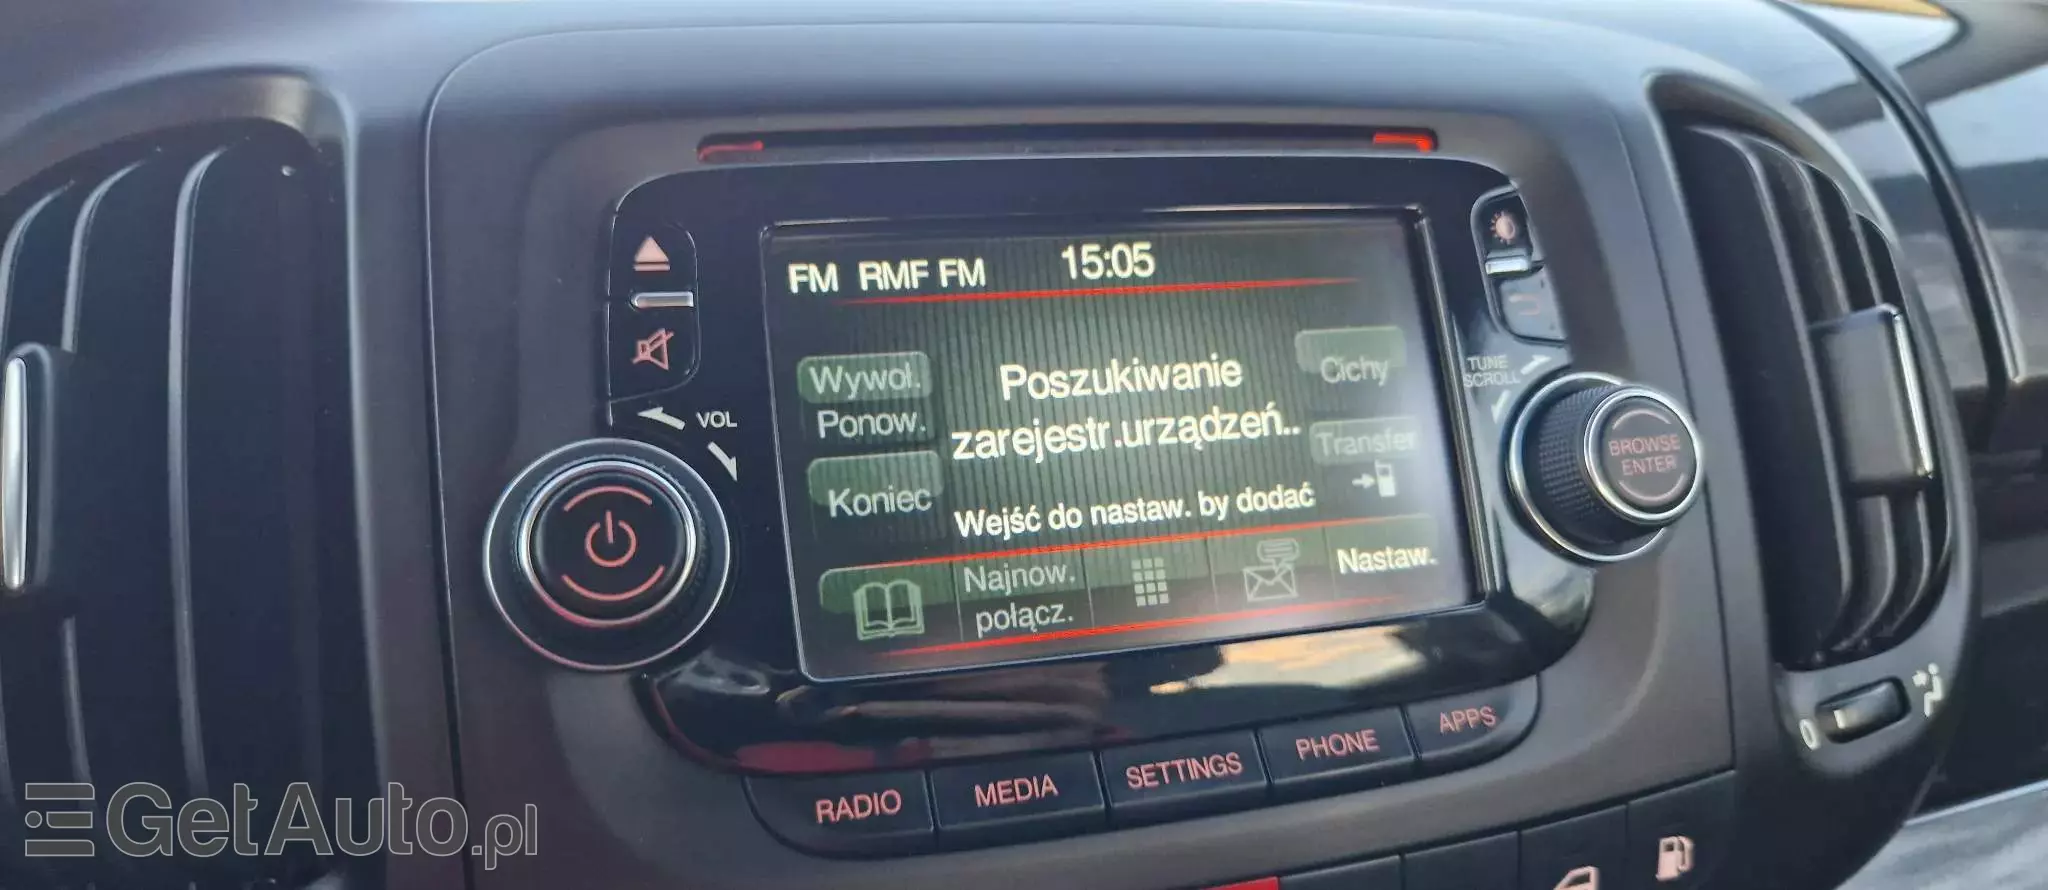 FM RMF FM 15:05
Wywoł. Ponow.
Poszukiwanie
zarejestr.urządzeń..
Cichy
Transfer
Koniec
Wejść do nastaw. by dodać
Najnow.
połącz.
Nastaw.
VOL
TUNE
SCROLL
BROWSE
ENTER
RADIO MEDIA SETTINGS PHONE APPS
0
GetAuto.pl